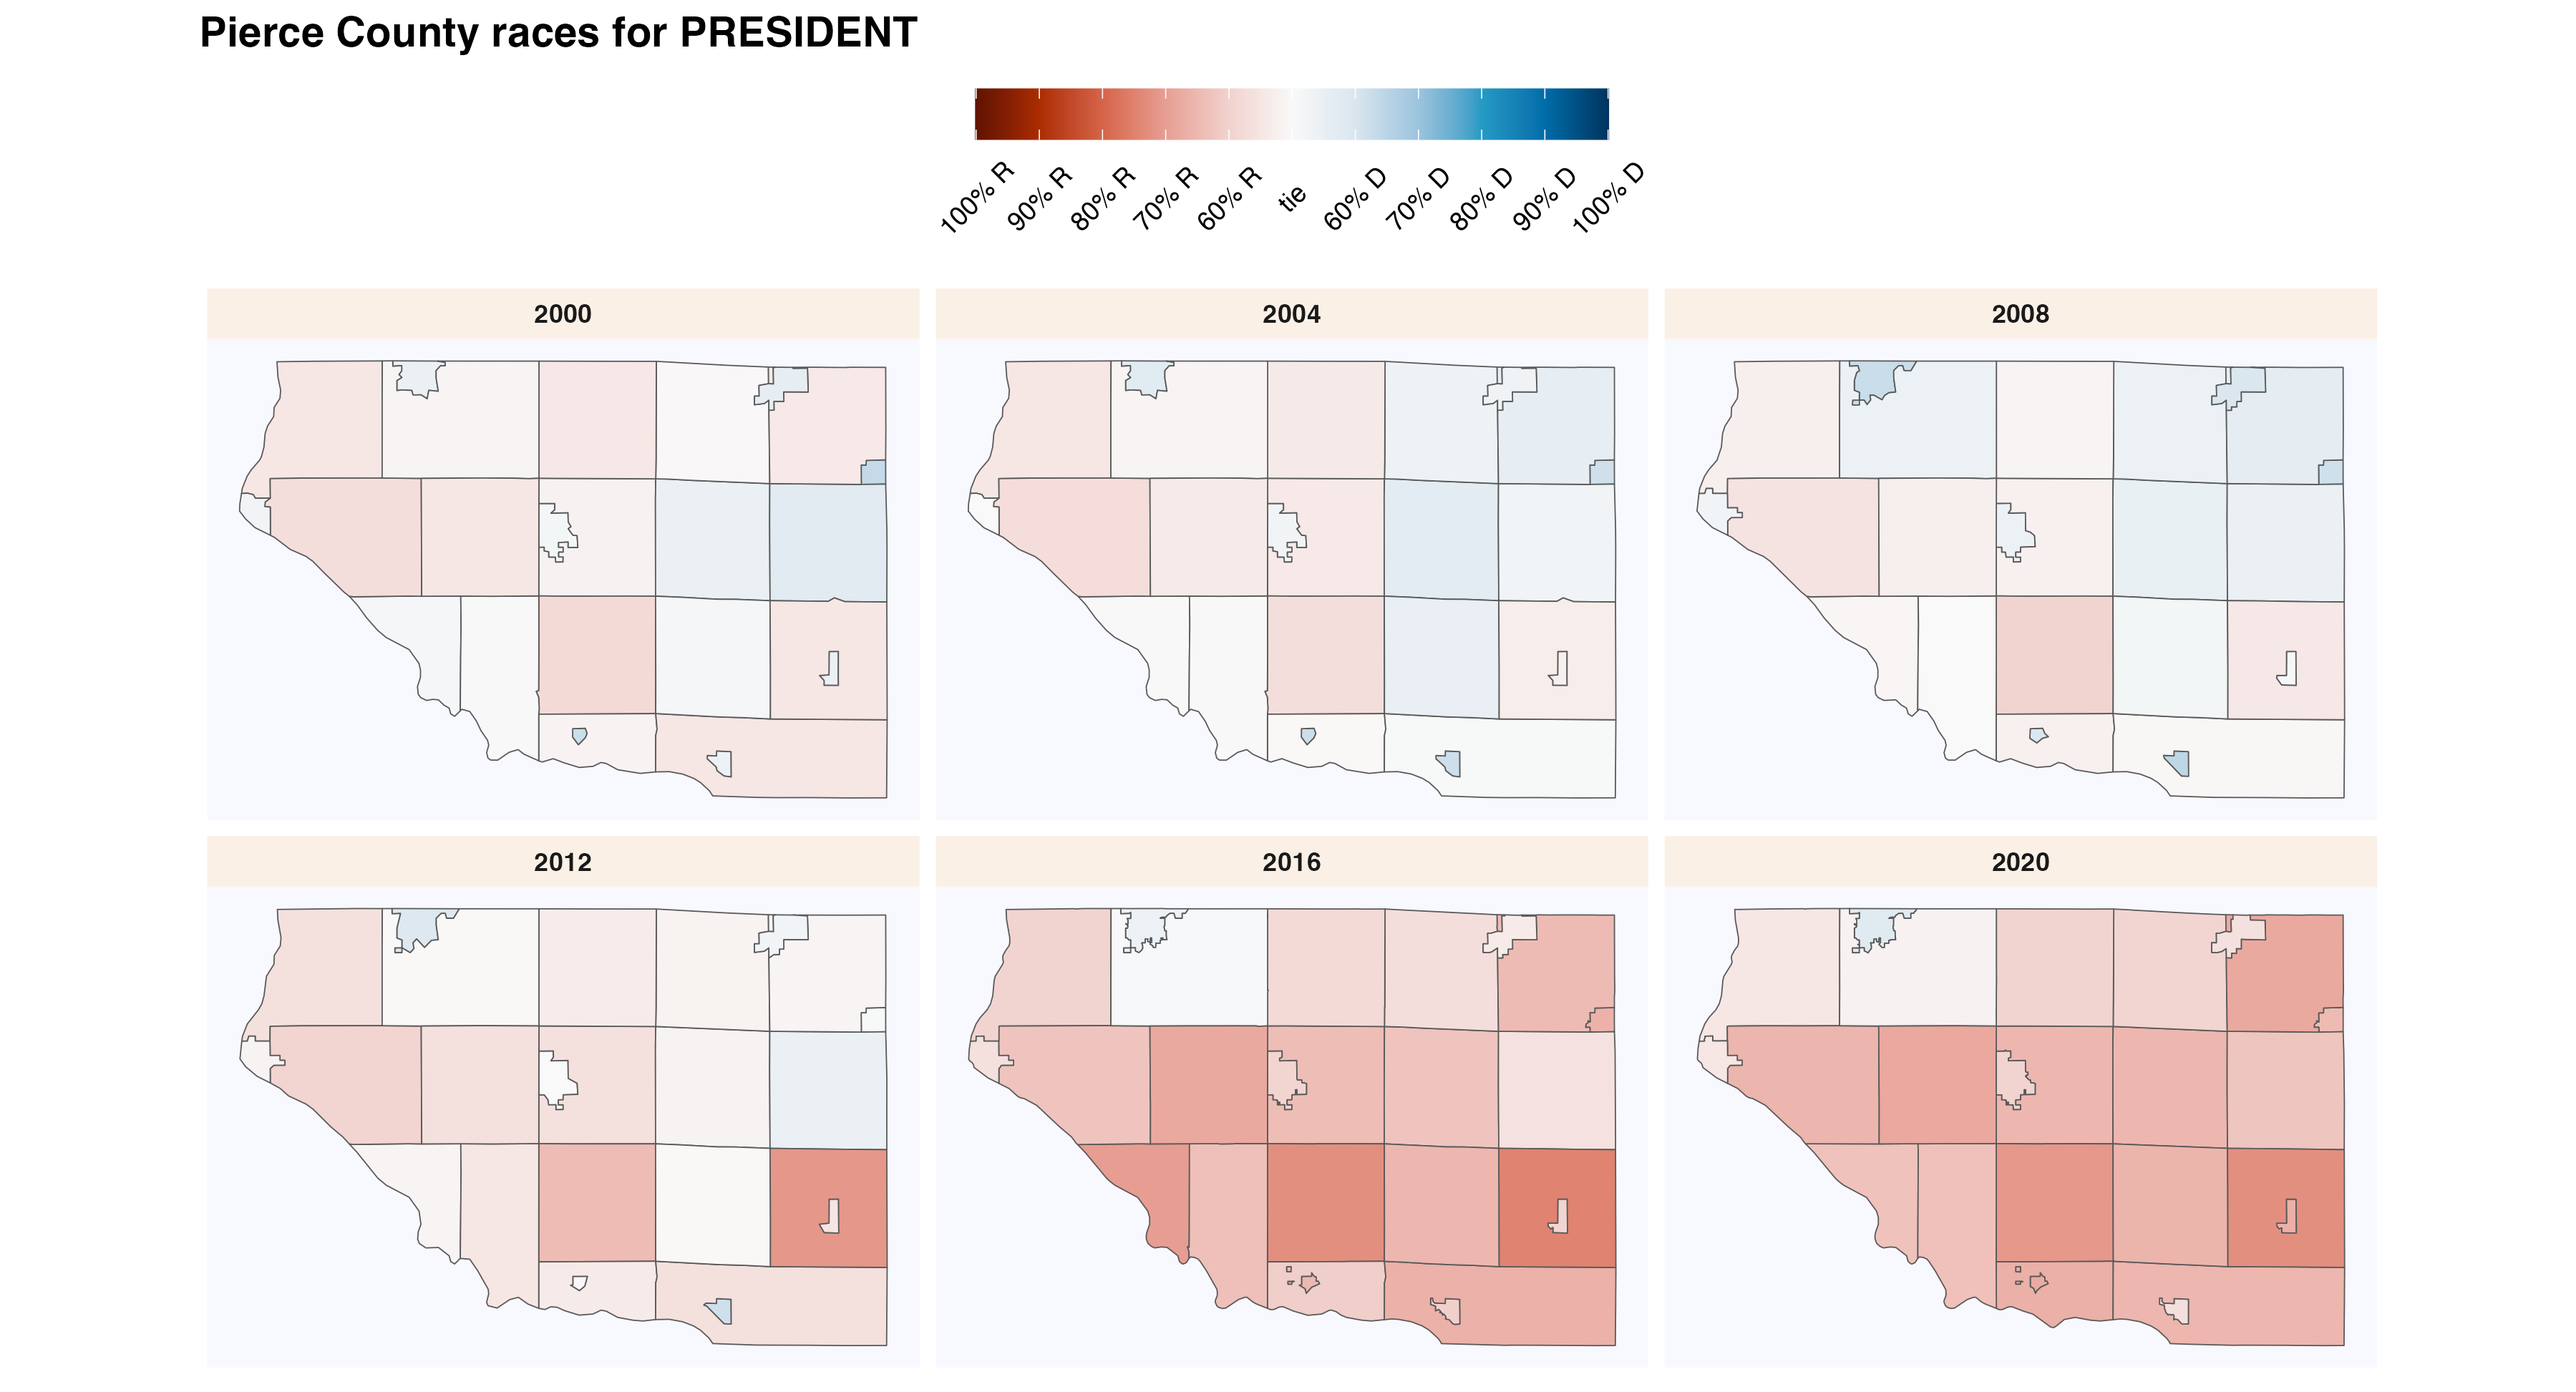 Pierce County races for PRESIDENT
100% R 90% R 80% R 70% R 60% R tie 60% D 70% D 80% D 90% D 100% D
2000 2004 2008
2012 2016 2020